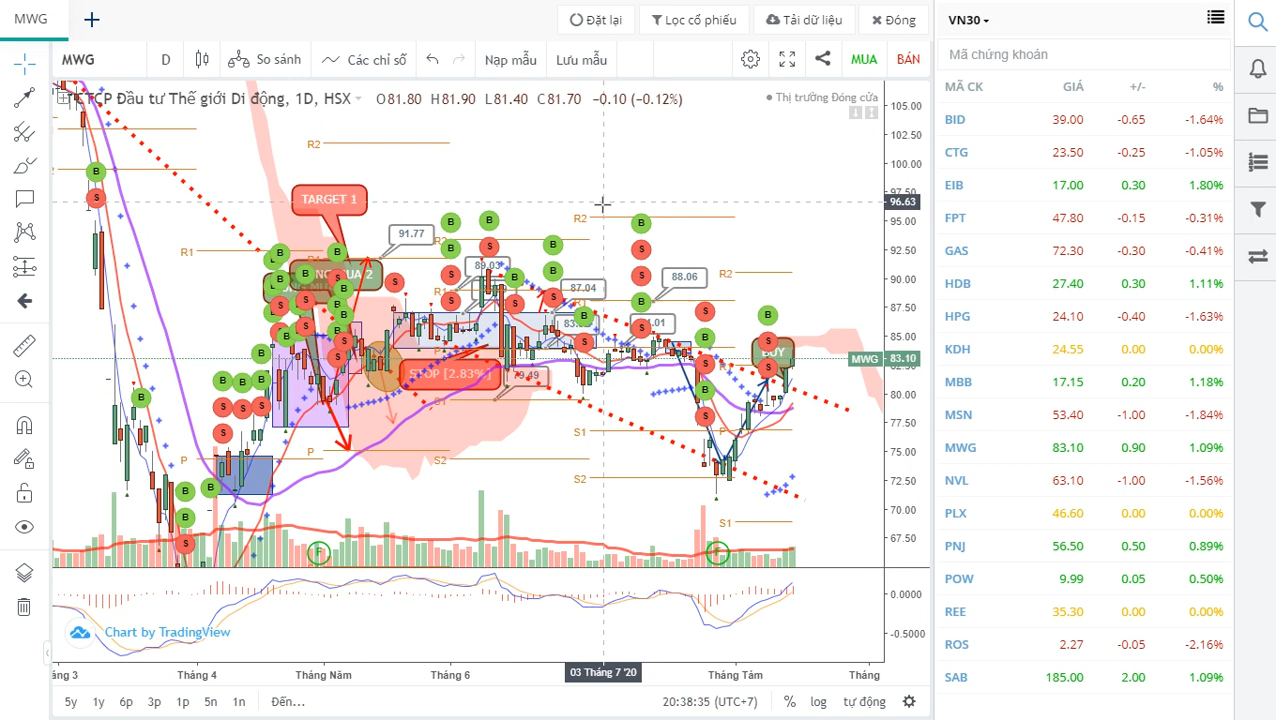 MWG
Đặt lại
Lọc cổ phiếu
Tải dữ liệu
Đóng
VN30
MWG
D
So sánh
Các chỉ số
Nạp mẫu
Lưu mẫu
MUA
BÁN
Mã chứng khoán
CTCP Đầu tư Thế giới Di động, 1D, HSX
O81.80 H81.90 L81.40 C81.70 −0.10 (−0.12%)
Thị trường Đóng cửa
MÃ CK GIÁ +/- %
BID 39.00 -0.65 -1.64%
CTG 23.50 -0.25 -1.05%
EIB 17.00 0.30 1.80%
FPT 47.80 -0.15 -0.31%
GAS 72.30 -0.30 -0.41%
HDB 27.40 0.30 1.11%
HPG 24.10 -0.40 -1.63%
KDH 24.55 0.00 0.00%
MBB 17.15 0.20 1.18%
MSN 53.40 -1.00 -1.84%
MWG 83.10 0.90 1.09%
NVL 63.10 -1.00 -1.56%
PLX 46.60 0.00 0.00%
PNJ 56.50 0.50 0.89%
POW 9.99 0.05 0.50%
REE 35.30 0.00 0.00%
ROS 2.27 -0.05 -2.16%
SAB 185.00 2.00 1.09%
105.00
102.50
100.00
97.50
96.63
95.00
92.50
90.00
87.50
85.00
MWG 83.10
82.50
80.00
77.50
75.00
72.50
70.00
67.50
0.0000
-0.5000
R2
TARGET 1
R1
91.77
R2
88.06
R2
87.04
STOP [2.83%]
79.49
BUY
P
P
S2
S1
S2
P
S1
F
F
Chart by TradingView
03 Tháng 7 '20
Tháng 4
Tháng Năm
Tháng 6
Tháng Tám
Tháng
5y
1y
6p
3p
1p
5n
1n
Đến...
20:38:35 (UTC+7)
%
log
tự động